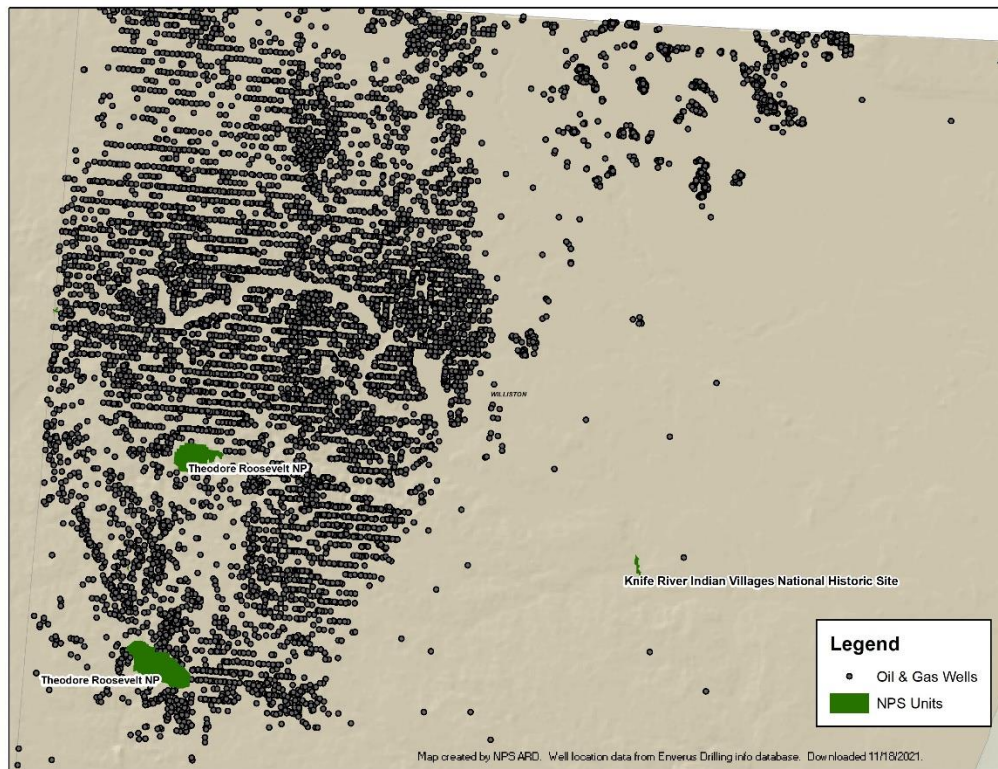 WILLISTON
Theodore Roosevelt NP
Knife River Indian Villages National Historic Site
Theodore Roosevelt NP
Legend
Oil & Gas Wells
NPS Units
Map created by NPS ARD. Well location data from Enverus Drilling info database. Downloaded 11/18/2021.